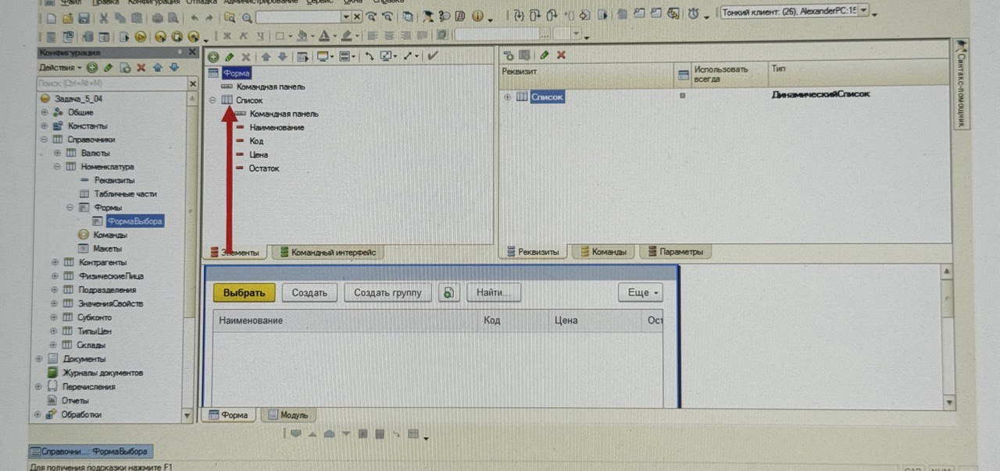 Файл Правка Конфигурация Отладка Администрирование Сервис Окна Справка
Тонкий клиент: (26), AlexanderPC:15
Ж К Ч
Конфигурация
Действия
Поиск (Ctrl+Alt+M)
Задача_5_04
Общие
Константы
Справочники
Валюты
Номенклатура
Реквизиты
Табличные части
Формы
ФормаВыбора
Команды
Макеты
Контрагенты
ФизическиеЛица
Подразделения
ЗначенияСвойств
Субконто
ТипыЦен
Склады
Документы
Журналы документов
Перечисления
Отчеты
Обработки
Форма
Командная панель
Список
Командная панель
Наименование
Код
Цена
Остаток
Элементы
Командный интерфейс
Реквизит
Использовать всегда
Тип
Список
ДинамическийСписок
Реквизиты
Команды
Параметры
Синтакс-помощник
Выбрать
Создать
Создать группу
Найти...
Еще
Наименование
Код
Цена
Ост
Форма
Модуль
Справочни...: ФормаВыбора
Для получения подсказки нажмите F1
CAP NUM